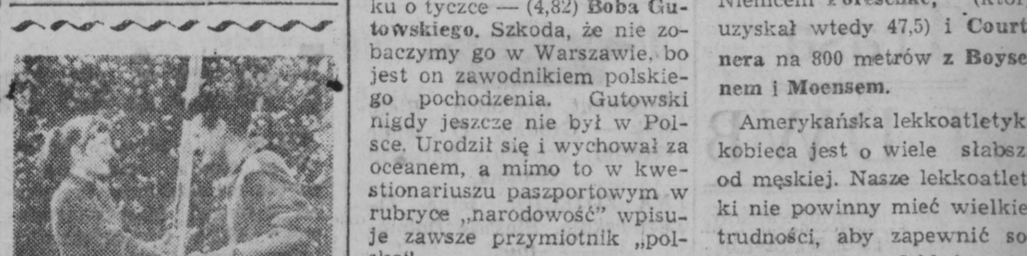 ku o tyczce — (4,82) Boba Gu-
towskiego. Szkoda, że nie zo-
baczymy go w Warszawie, bo
jest on zawodnikiem polskie-
go pochodzenia. Gutowski
nigdy jeszcze nie był w Pol-
sce. Urodził się i wychował za
oceanem, a mimo to w kwe-
stionariuszu paszportowym w
rubryce „narodowość” wpisu-
je zawsze przymiotnik „pol-
uzyskał wtedy 47,5) i Court
nera na 800 metrów z Boyse
nem i Moensem.
Amerykańska lekkoatletyk
kobieca jest o wiele słabsz
od męskiej. Nasze lekkoatlet
ki nie powinny mieć wielkie
trudności, aby zapewnić so